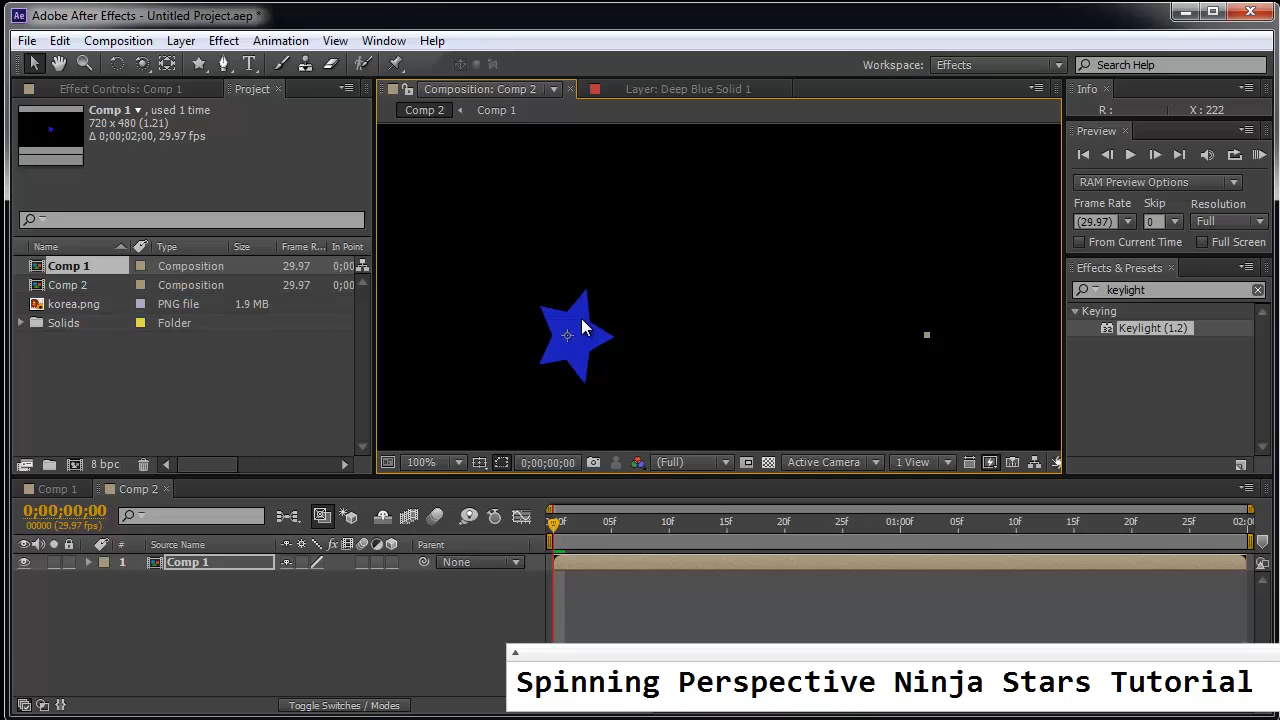 Adobe After Effects - Untitled Project.aep *
File Edit Composition Layer Effect Animation View Window Help
Workspace: Effects Search Help
Effect Controls: Comp 1 Project
Comp 1 , used 1 time
720 x 480 (1.21)
Δ 0;00;02;00, 29.97 fps
Name Type Size Frame R... In Point
Comp 1 Composition 29.97 0;00
Comp 2 Composition 29.97 0;00
korea.png PNG file 1.9 MB
Solids Folder
8 bpc
Composition: Comp 2 Layer: Deep Blue Solid 1
Comp 2 Comp 1
100% 0;00;00;00 (Full) Active Camera 1 View
Info
R: X: 222
Preview
RAM Preview Options
Frame Rate Skip Resolution
(29.97) 0 Full
From Current Time Full Screen
Effects & Presets
keylight
Keying
32 Keylight (1.2)
Comp 1 Comp 2
0;00;00;00
00000 (29.97 fps)
05f 10f 15f 20f 25f 01:00f 05f 10f 15f 20f 25f 02:0
# Source Name Parent
1 Comp 1 None
Toggle Switches / Modes
Spinning Perspective Ninja Stars Tutorial